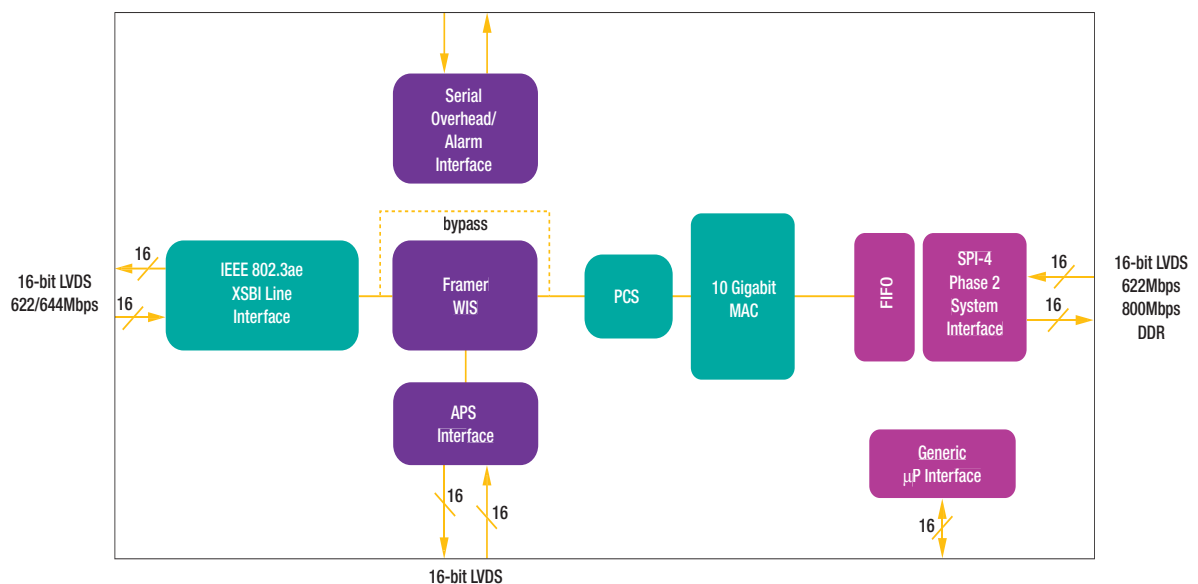 Serial
Overhead/
Alarm
Interface
bypass
16
16-bit LVDS
622/644Mbps
16
IEEE 802.3ae
XSBI Line
Interface
Framer
WIS
PCS
10 Gigabit
MAC
FIFO
SPI-4
Phase 2
System
Interface
16
16
16-bit LVDS
622Mbps
800Mbps
DDR
APS
Interface
16
16
16-bit LVDS
Generic
µP Interface
16